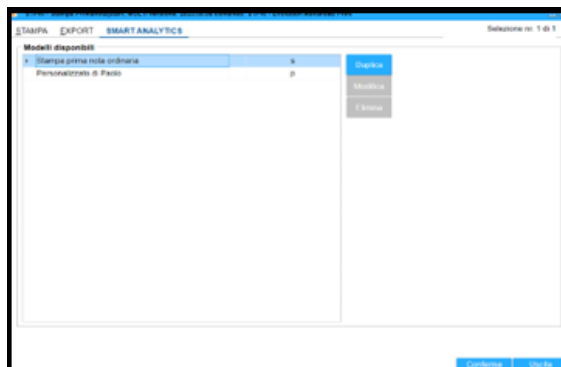 STAMPA EXPORT SMART ANALYTICS Selezione nr. 1 di 1
Modelli disponibili
Stampa prima nota ordinaria s
Personalizzato di Paolo p
Duplica
Modifica
Elimina
Conferma Uscita